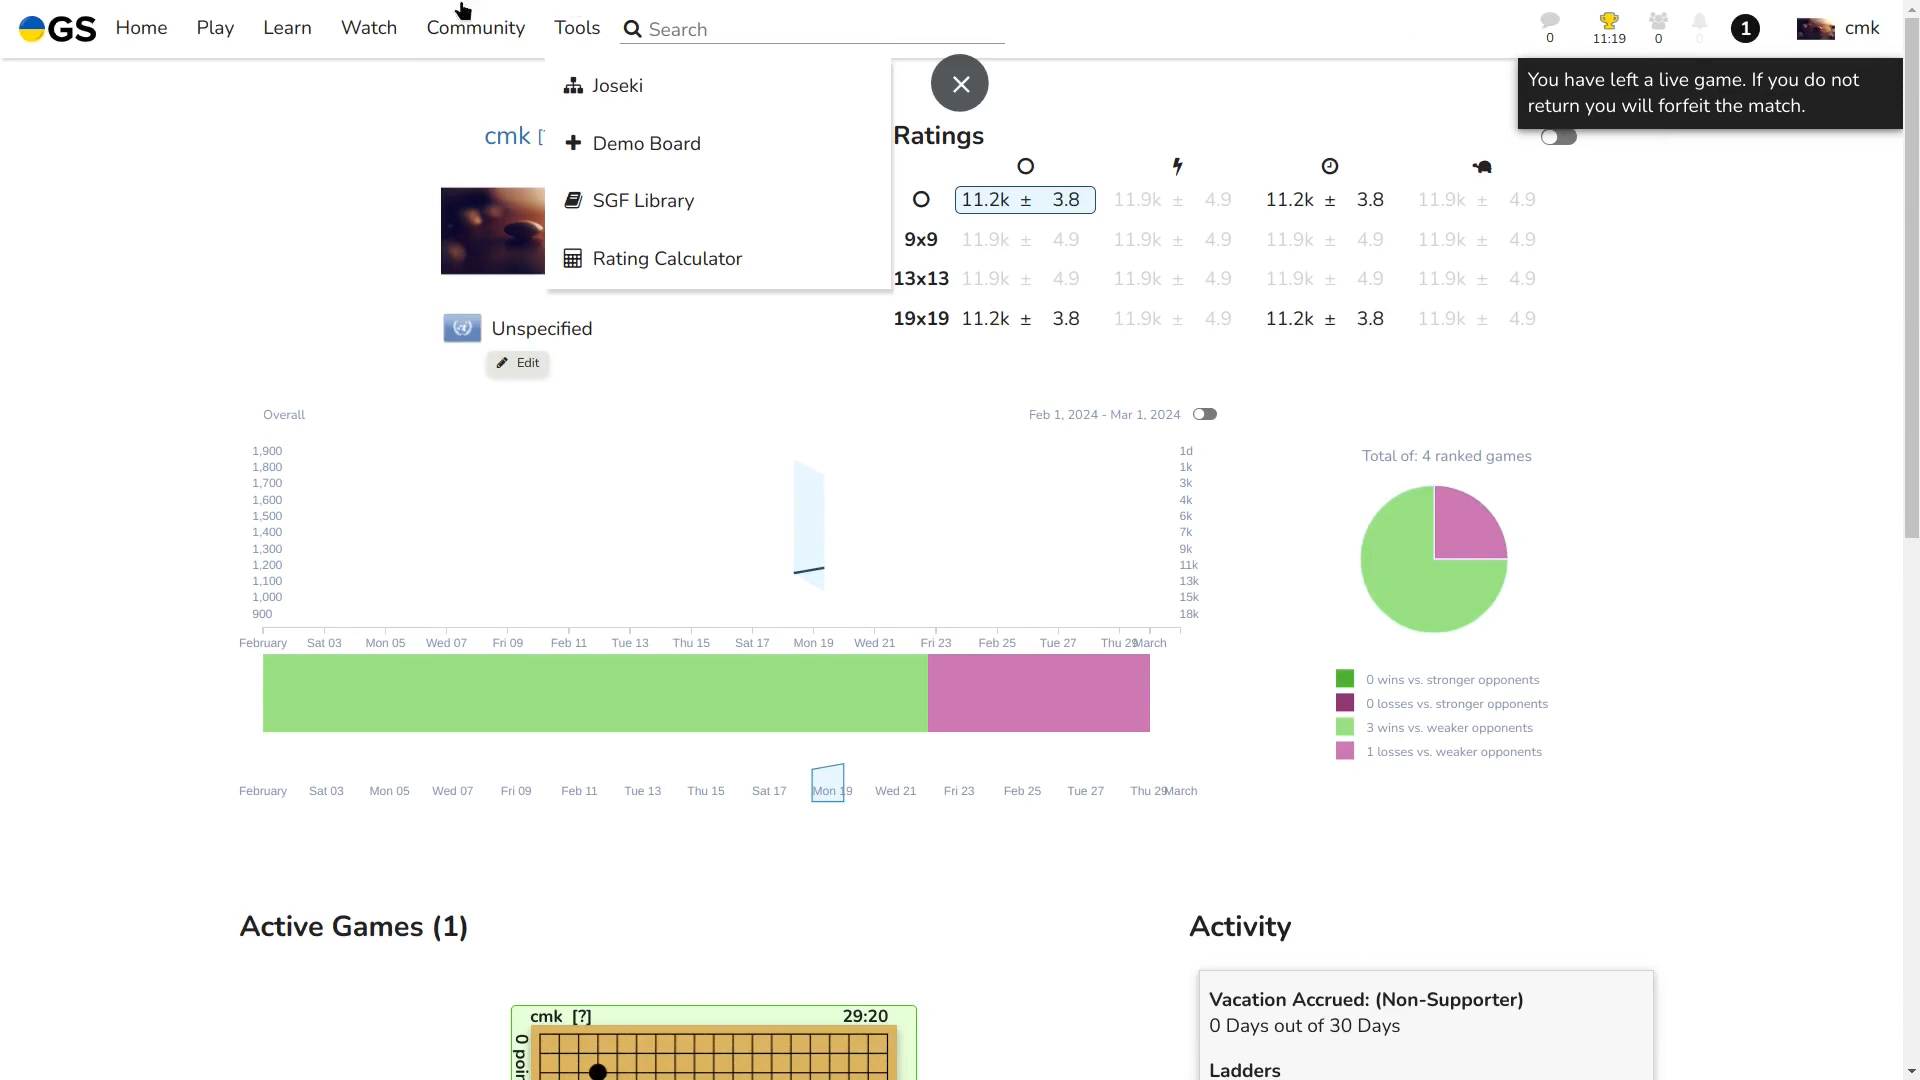 GS Home Play Learn Watch Community Tools Search 0 11:19 0 0 1 cmk
You have left a live game. If you do not
return you will forfeit the match.
Joseki
Demo Board
SGF Library
Rating Calculator
cmk [
Unspecified
Edit
Ratings
11.2k ± 3.8 11.9k ± 4.9 11.2k ± 3.8 11.9k ± 4.9
9x9 11.9k ± 4.9 11.9k ± 4.9 11.9k ± 4.9 11.9k ± 4.9
13x13 11.9k ± 4.9 11.9k ± 4.9 11.9k ± 4.9 11.9k ± 4.9
19x19 11.2k ± 3.8 11.9k ± 4.9 11.2k ± 3.8 11.9k ± 4.9
Overall Feb 1, 2024 - Mar 1, 2024
1,900 1d
1,800 1k
1,700 3k
1,600 4k
1,500 6k
1,400 7k
1,300 9k
1,200 11k
1,100 13k
1,000 15k
900 18k
February Sat 03 Mon 05 Wed 07 Fri 09 Feb 11 Tue 13 Thu 15 Sat 17 Mon 19 Wed 21 Fri 23 Feb 25 Tue 27 Thu 29 March
February Sat 03 Mon 05 Wed 07 Fri 09 Feb 11 Tue 13 Thu 15 Sat 17 Mon 19 Wed 21 Fri 23 Feb 25 Tue 27 Thu 29 March
Total of: 4 ranked games
0 wins vs. stronger opponents
0 losses vs. stronger opponents
3 wins vs. weaker opponents
1 losses vs. weaker opponents
Active Games (1)
cmk [?] 29:20
0 poin
Activity
Vacation Accrued: (Non-Supporter)
0 Days out of 30 Days
Ladders